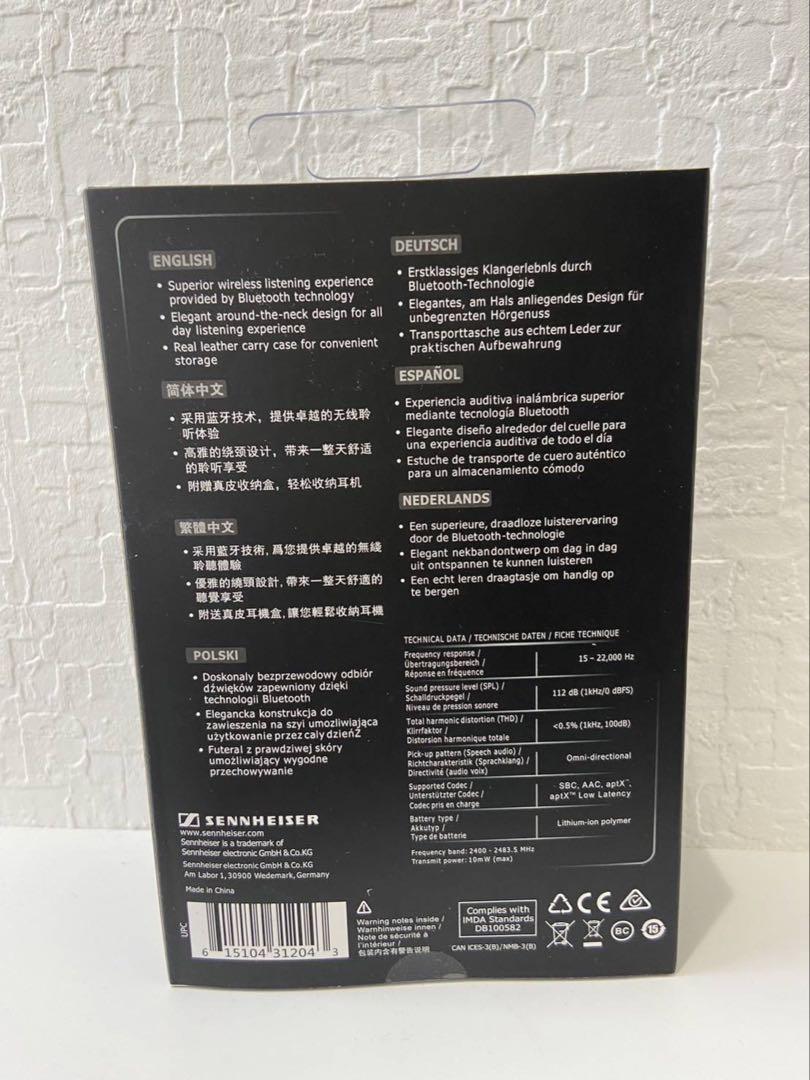 ENGLISH
• Superior wireless listening experience
provided by Bluetooth technology
• Elegant around-the-neck design for all
day listening experience
• Real leather carry case for convenient
storage
简体中文
• 采用蓝牙技术，提供卓越的无线聆
听体验
• 高雅的绕颈设计，带来一整天舒适
的聆听享受
• 附赠真皮收纳盒，轻松收纳耳机
繁體中文
• 采用藍牙技術，爲您提供卓越的無綫
聆聽體驗
• 優雅的繞頸設計，帶來一整天舒適的
聽覺享受
• 附送真皮耳機盒，讓您輕鬆收納耳機
POLSKI
• Doskonaly bezprzewodowy odbiór
dźwięków zapewniony dzięki
technologii Bluetooth
• Elegancka konstrukcja do
zawieszenia na szyi umożliwiająca
użytkowanie przez caly dzieńŹ
• Futeral z prawdziwej skóry
umożliwiający wygodne
przechowywanie
DEUTSCH
• Erstklassiges Klangerlebnls durch
Bluetooth-Technologie
• Elegantes, am Hals anliegendes Design für
unbegrenzten Hörgenuss
• Transporttasche aus echtem Leder zur
praktischen Aufbewahrung
ESPAÑOL
• Experiencia auditiva inalámbrica superior
mediante tecnología Bluetooth
• Elegante diseño alrededor del cuelle para
una experiencia auditiva de todo el día
• Estuche de transporte de cuero auténtico
para un almacenamiento cómodo
NEDERLANDS
• Een superieure, draadloze luisterervaring
door de Bluetooth-technologie
• Elegant nekbandontwerp om dag in dag
uit ontspannen te kunnen luisteren
• Een echt leren draagtasje om handig op
te bergen
TECHNICAL DATA / TECHNISCHE DATEN / FICHE TECHNIQUE
Frequency response /
Übertragungsbereich /
Réponse en fréquence
15 – 22,000 Hz
Sound pressure level (SPL) /
Schalldruckpegel /
Niveau de pression sonore
112 dB (1kHz/0 dBFS)
Total harmonic distortion (THD) /
Klirrfaktor /
Distorsion harmonique totale
<0.5% (1kHz, 100dB)
Pick-up pattern (Speech audio) /
Richtcharakteristik (Sprachklang) /
Directivité (audio voix)
Omni-directional
Supported Codec /
Unterstützter Codec /
Codec pris en charge
SBC, AAC, aptX™,
aptX™ Low Latency
Battery type /
Akkutyp /
Type de batterie
Lithium-ion polymer
Frequency band: 2400 - 2483.5 MHz
Transmit power: 10mW (max)
SENNHEISER
www.sennheiser.com
Sennheiser is a trademark of
Sennheiser electronic GmbH & Co.KG
Sennheiser electronic GmbH & Co.KG
Am Labor 1, 30900 Wedemark, Germany
Made in China
UPC
6 15104 31204 3
Warning notes inside /
Warnhinweise innen /
Note de sécurité à
l'intérieur /
包装内含有警告说明
Complies with
IMDA Standards
DB100582
CAN ICES-3(B)/NMB-3(B)
CE
BC
15